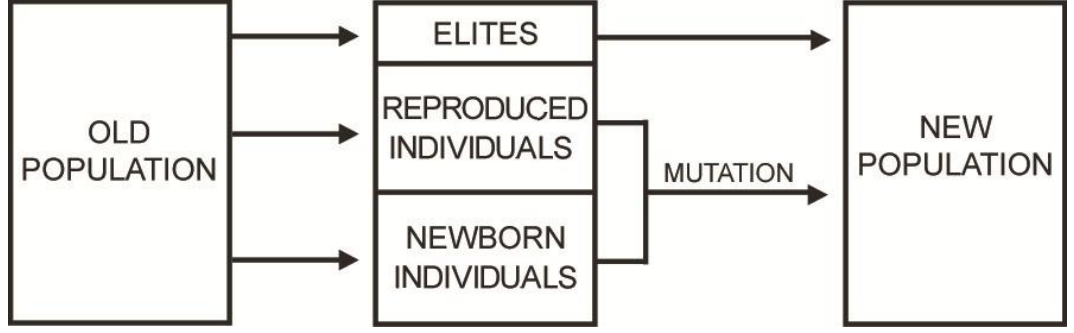 OLD
POPULATION
ELITES
REPRODUCED
INDIVIDUALS
NEWBORN
INDIVIDUALS
MUTATION
NEW
POPULATION